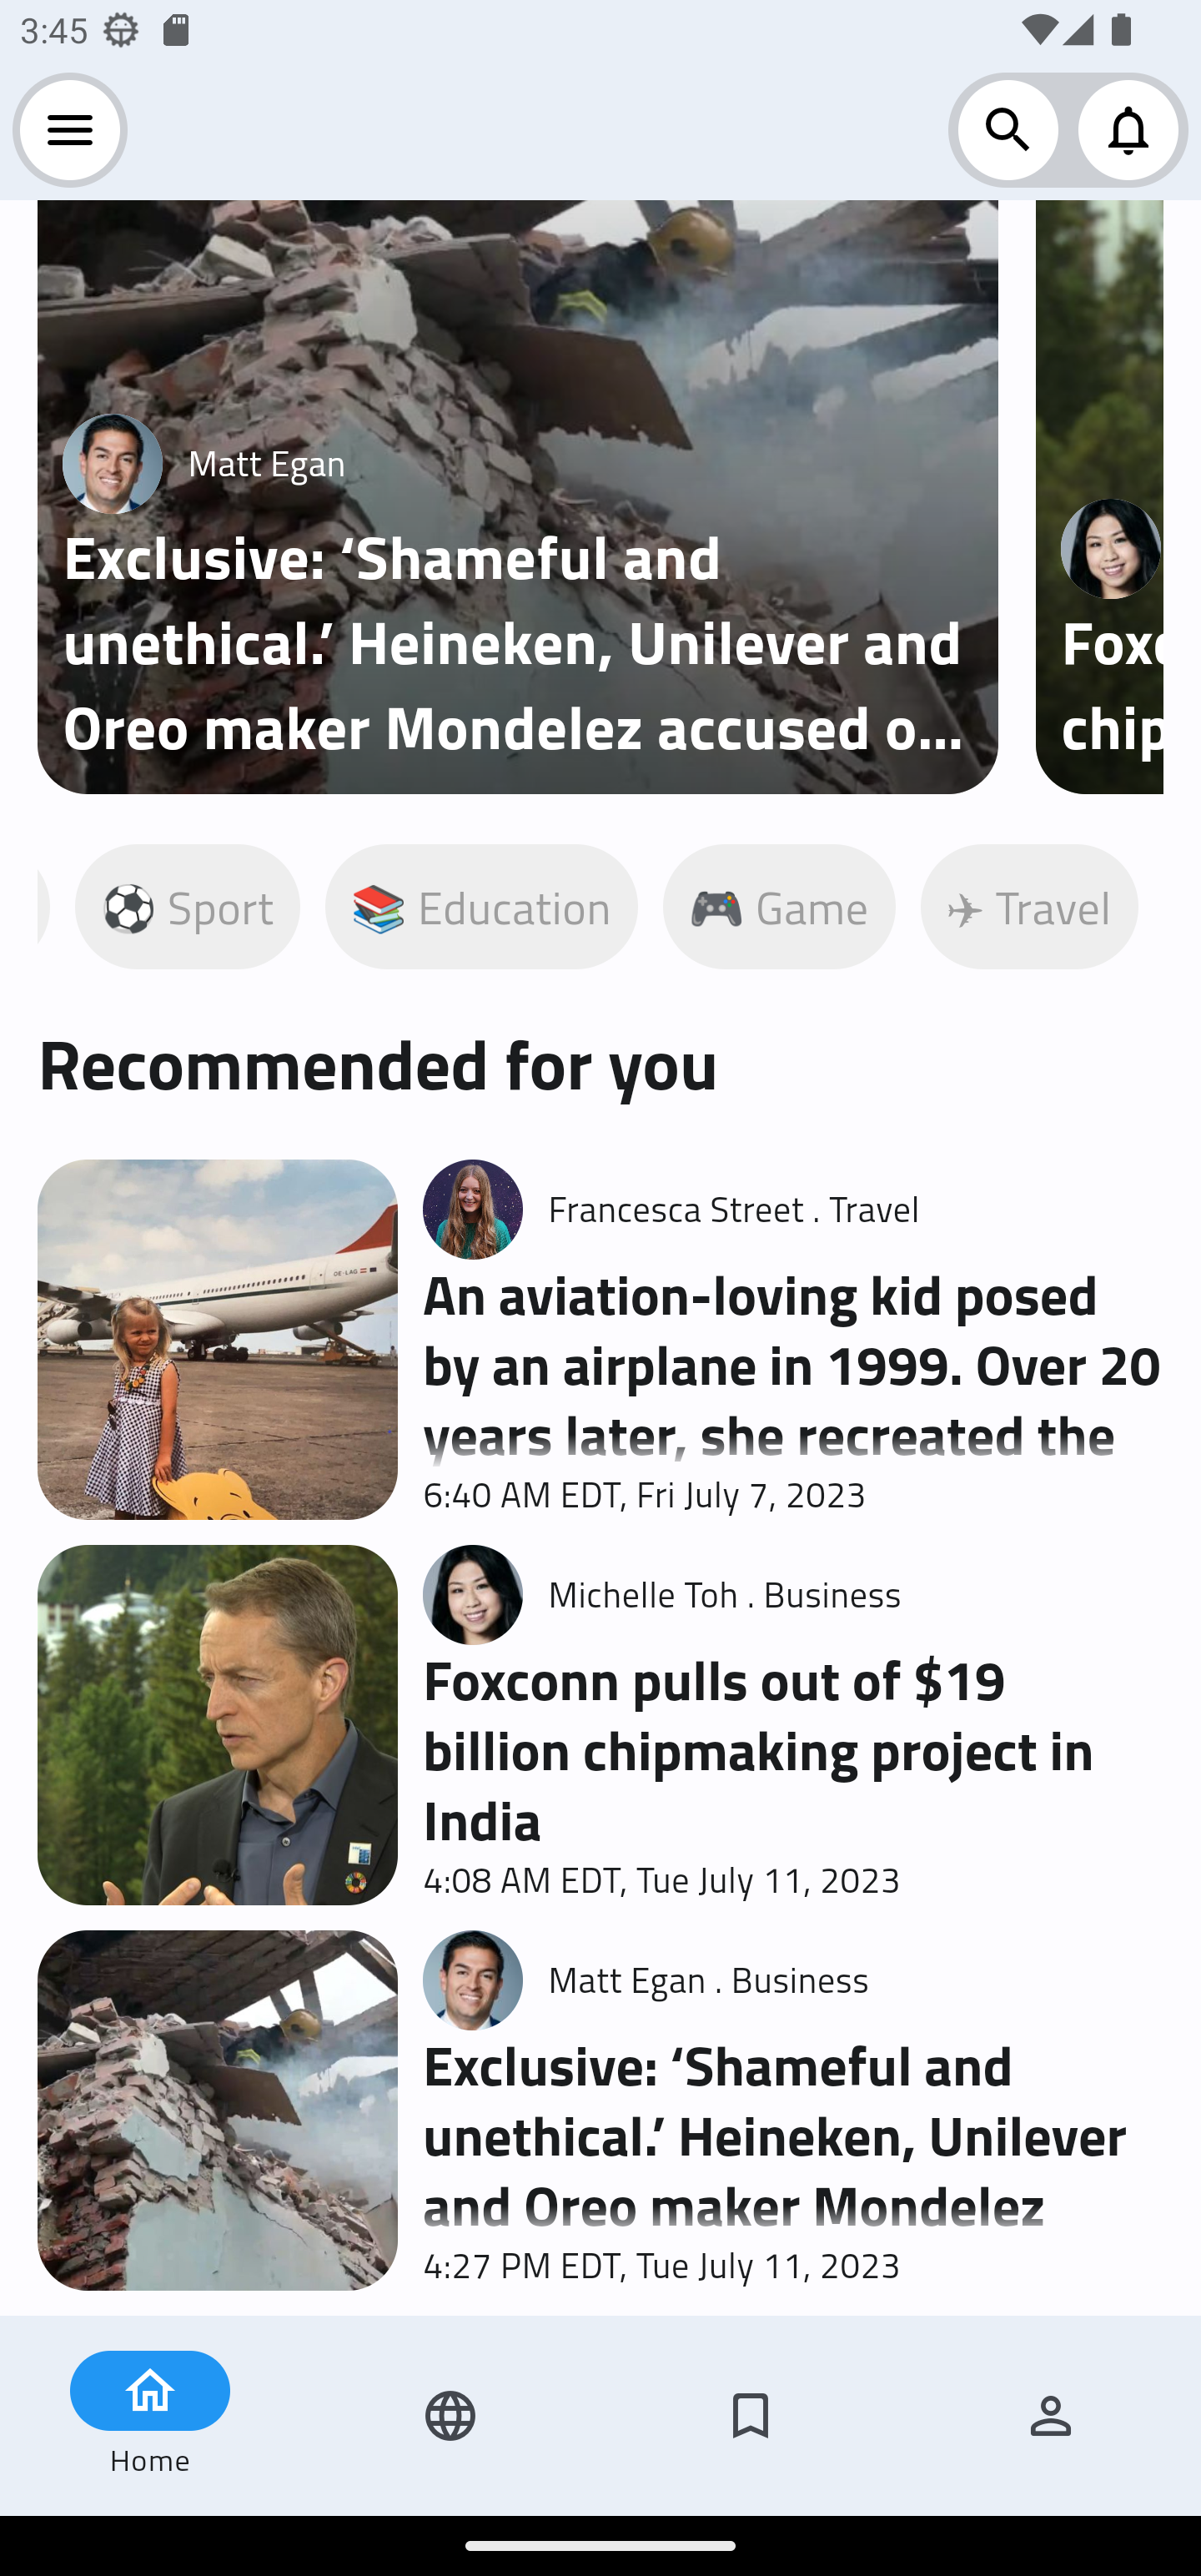 3:45
Matt Egan
Exclusive: ‘Shameful and
unethical.’ Heineken, Unilever and
Oreo maker Mondelez accused o...
chip
Sport
Education
Game
Travel
Recommended for you
Francesca Street . Travel
An aviation-loving kid posed
by an airplane in 1999. Over 20
years later, she recreated the
6:40 AM EDT, Fri July 7, 2023
OE-LAG
Michelle Toh . Business
Foxconn pulls out of $19
billion chipmaking project in
India
4:08 AM EDT, Tue July 11, 2023
Matt Egan . Business
Exclusive: ‘Shameful and
unethical.’ Heineken, Unilever
and Oreo maker Mondelez
4:27 PM EDT, Tue July 11, 2023
Home